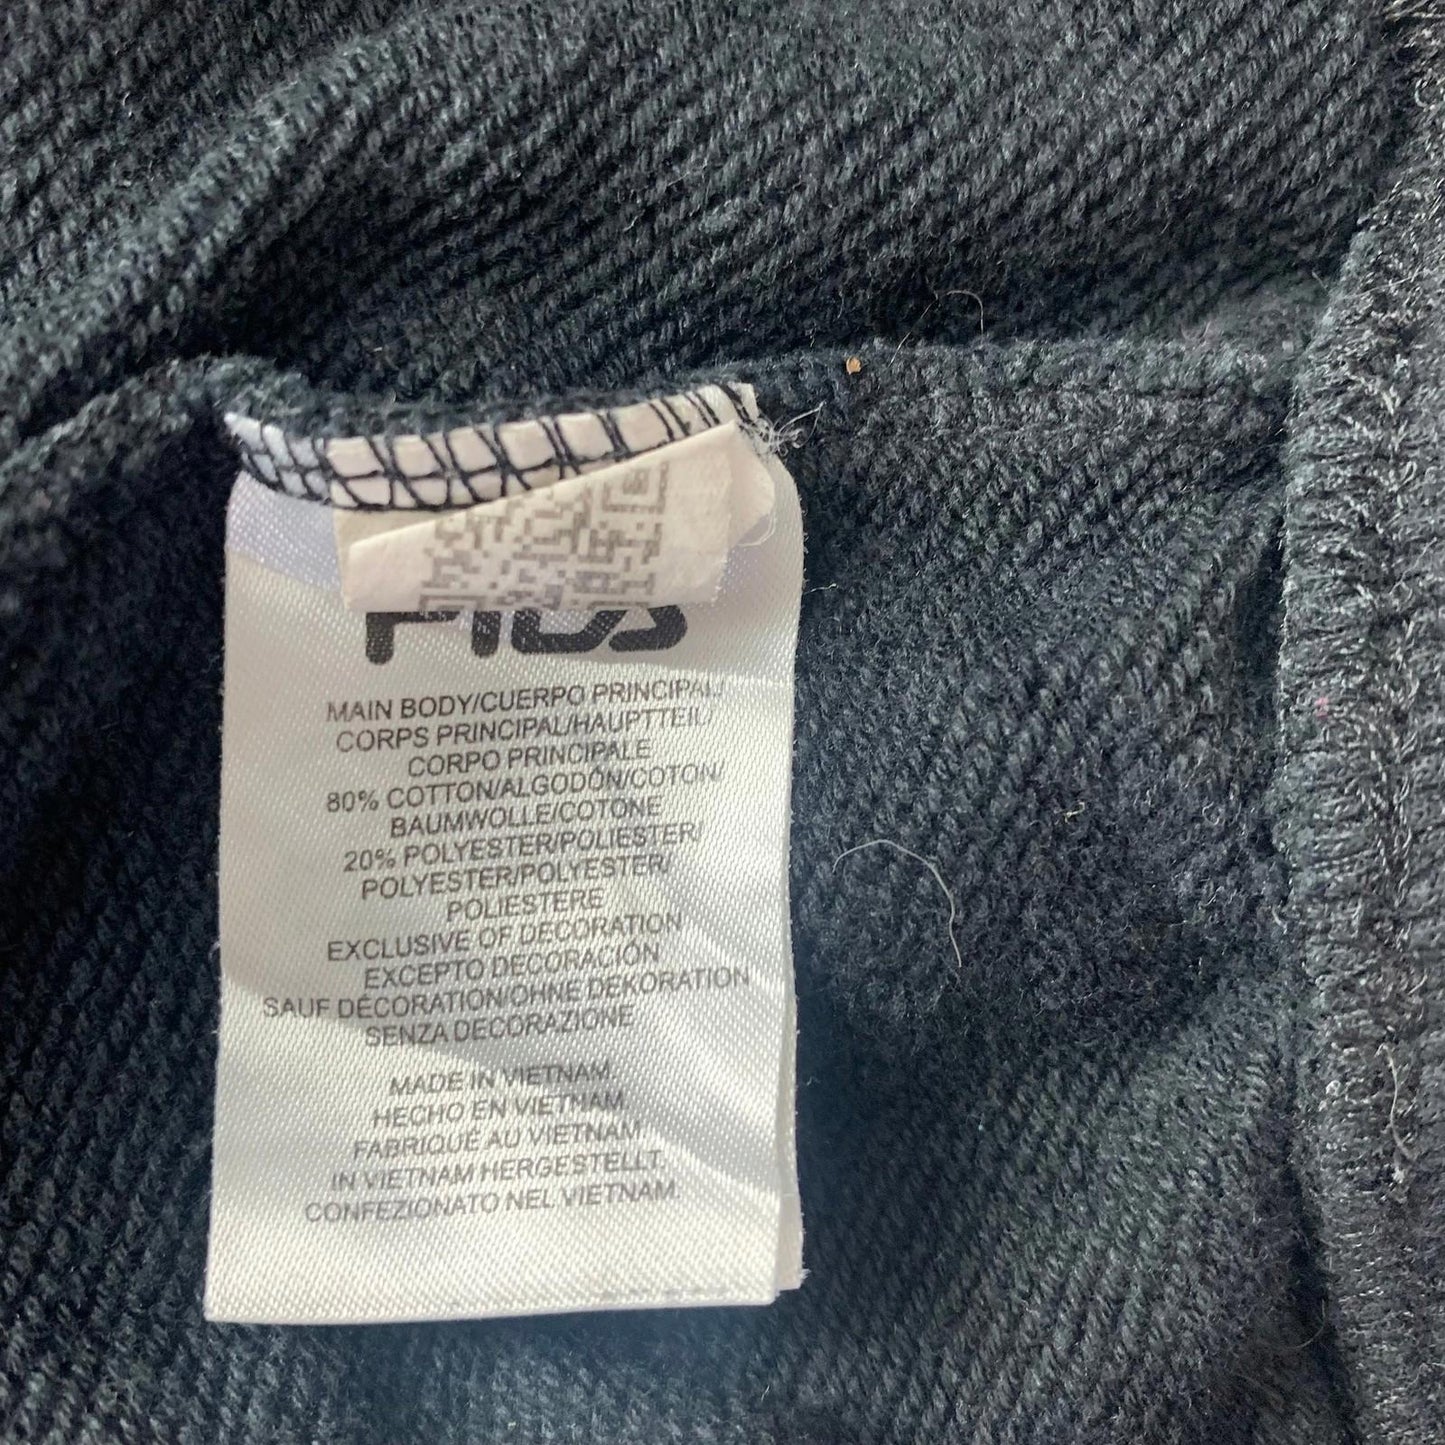 MAIN BODY/CUERPO PRINCIPAL/
CORPS PRINCIPAL/HAUPTTEIL/
CORPO PRINCIPALE
80% COTTON/ALGODÓN/COTON/
BAUMWOLLE/COTONE
20% POLYESTER/POLIESTER/
POLYESTER/POLYESTER/
POLIESTERE
EXCLUSIVE OF DECORATION
EXCEPTO DECORACIÓN
SAUF DÉCORATION/OHNE DEKORATION
SENZA DECORAZIONE
MADE IN VIETNAM.
HECHO EN VIETNAM.
FABRIQUÉ AU VIETNAM.
IN VIETNAM HERGESTELLT.
CONFEZIONATO NEL VIETNAM.